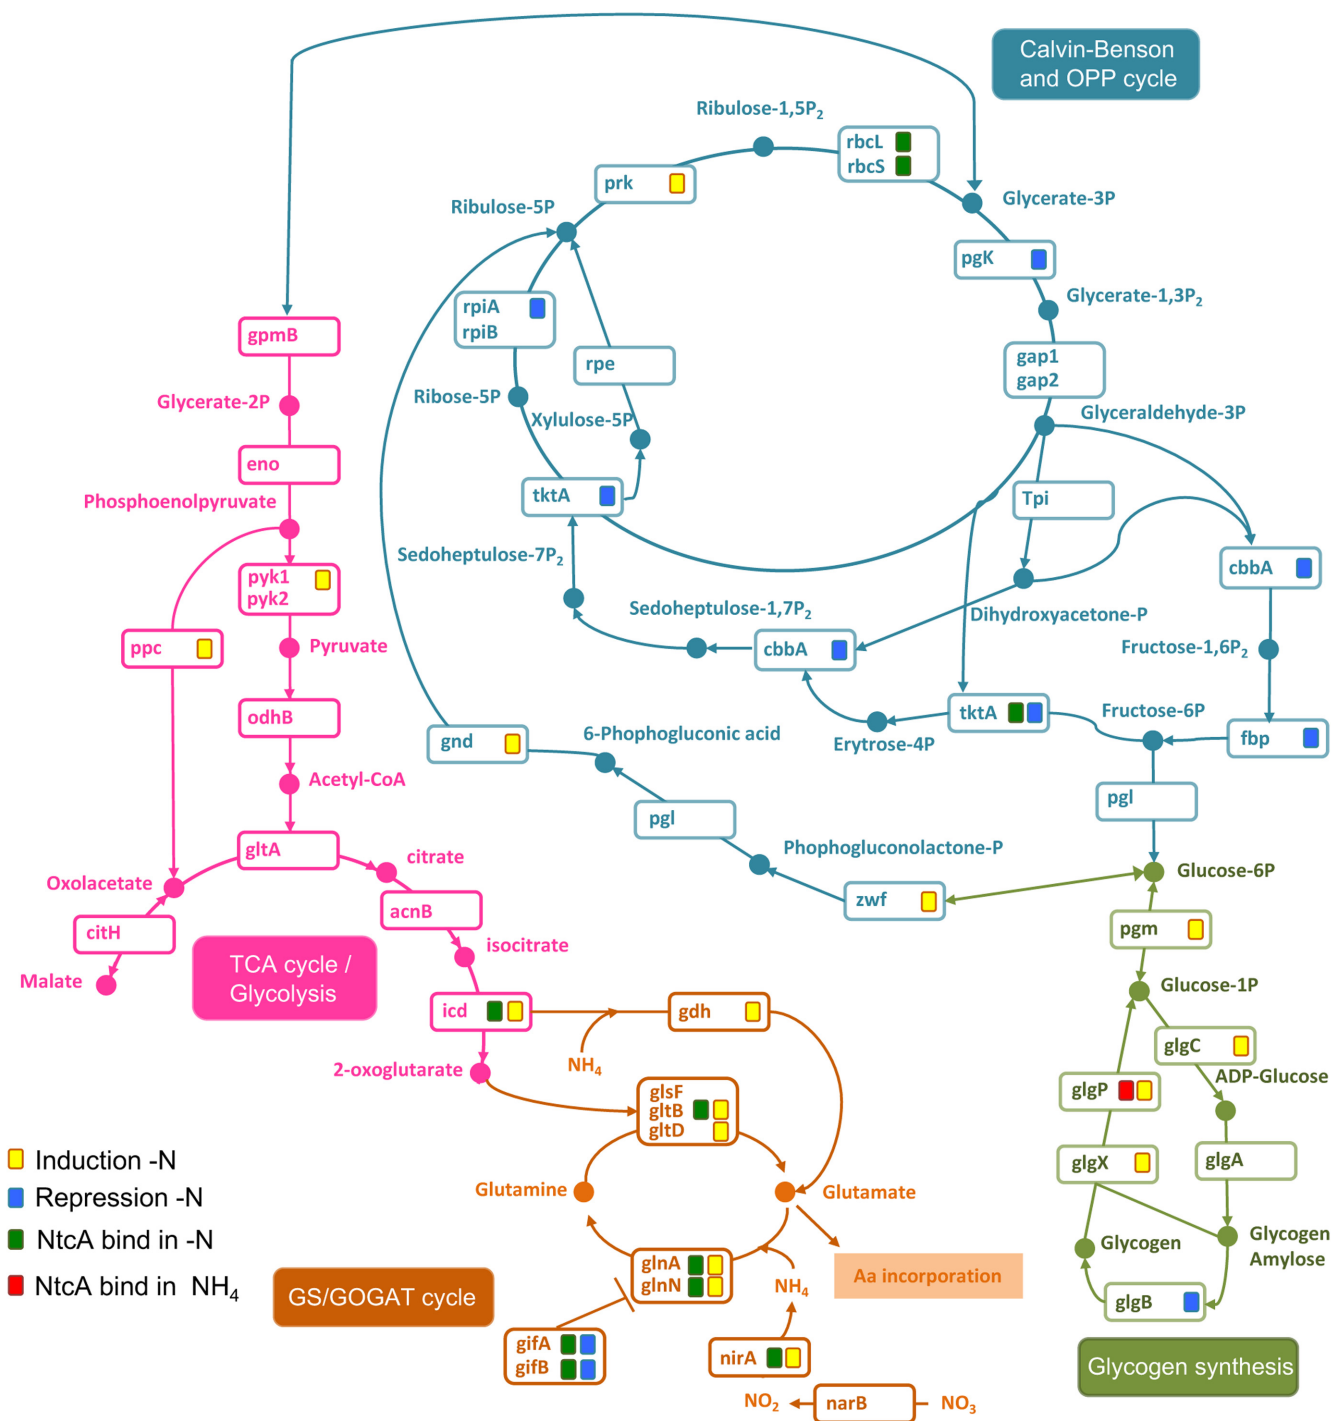 Calvin-Benson
and OPP cycle
Ribulose-1,5P2
rbcL
rbcS
prk
Glycerate-3P
Ribulose-5P
pgK
Glycerate-1,3P2
rpiA
rpiB
gpmB
rpe
gap1
gap2
Glycerate-2P
Ribose-5P
Xylulose-5P
Glyceraldehyde-3P
eno
tktA
Tpi
Phosphoenolpyruvate
Sedoheptulose-7P2
cbbA
pyk1
pyk2
Sedoheptulose-1,7P2
Dihydroxyacetone-P
ppc
Pyruvate
cbbA
Fructose-1,6P2
odhB
tktA
Fructose-6P
gnd
6-Phophogluconic acid
Erytrose-4P
fbp
Acetyl-CoA
pgl
pgl
gltA
citrate
Phophogluconolactone-P
Glucose-6P
Oxolacetate
acnB
zwf
citH
pgm
isocitrate
TCA cycle /
Glycolysis
Malate
Glucose-1P
icd
gdh
glgC
NH4
2-oxoglutarate
ADP-Glucose
glsF
gltB
gltD
glgP
Induction -N
glgX
glgA
Repression -N
Glutamine
Glutamate
NtcA bind in -N
Glycogen
Glycogen
Amylose
glnA
glnN
NH4
Aa incorporation
NtcA bind in NH4
GS/GOGAT cycle
glgB
gifA
gifB
nirA
Glycogen synthesis
NO2
narB
NO3